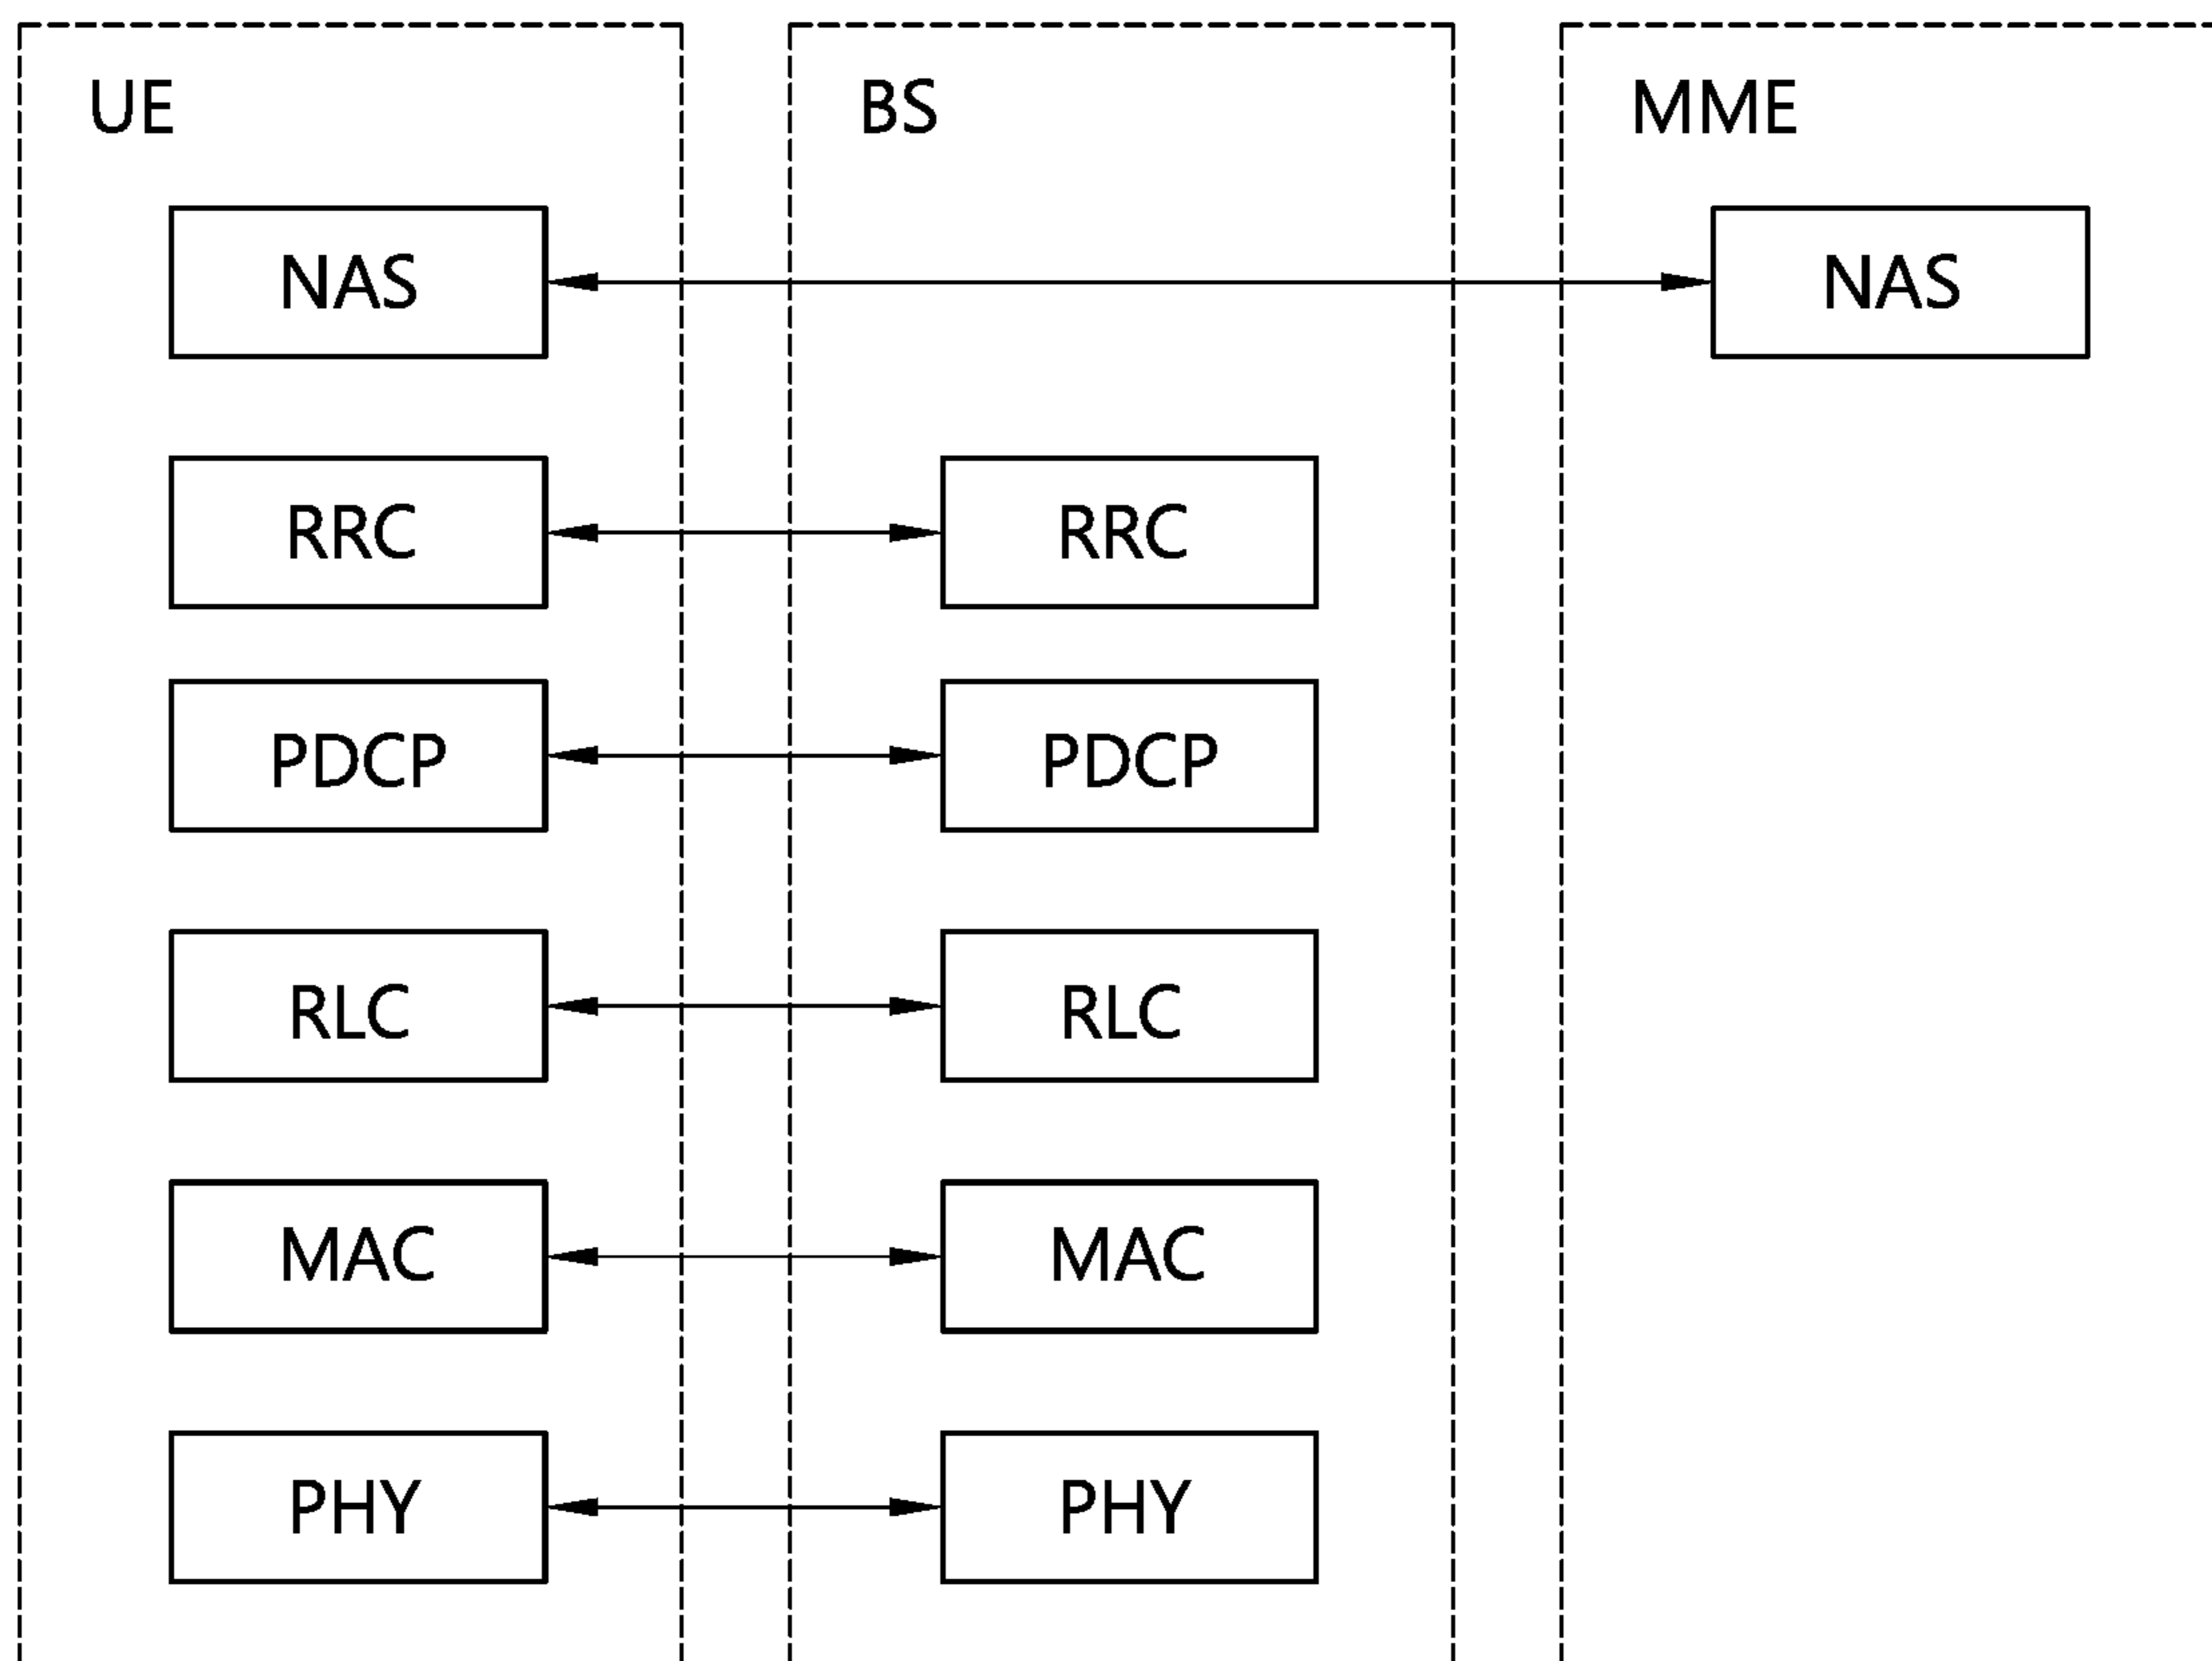 UE BS MME
NAS NAS
RRC RRC
PDCP PDCP
RLC RLC
MAC MAC
PHY PHY